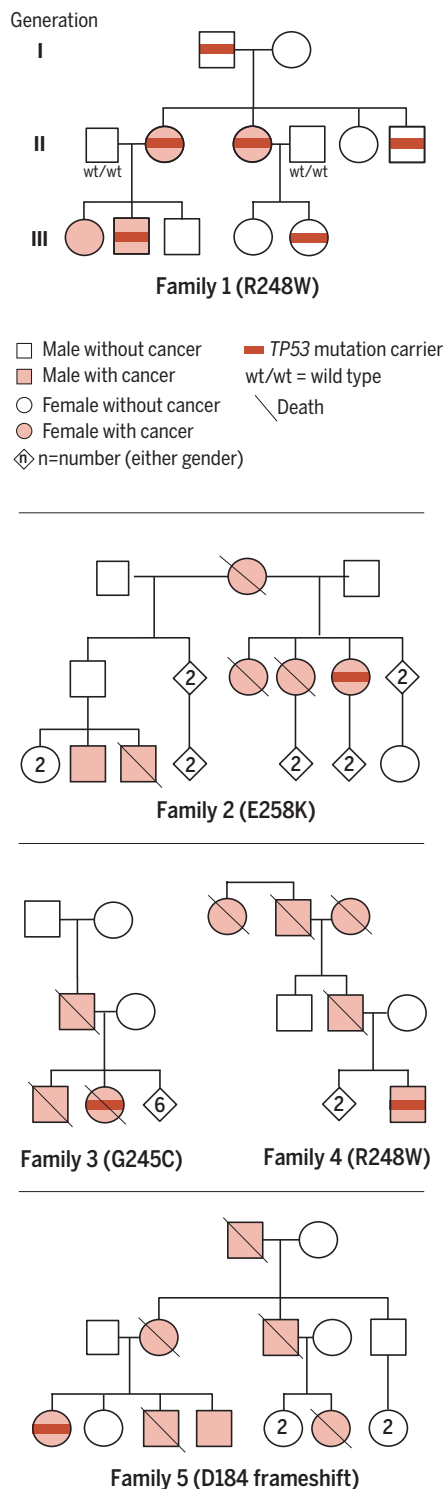 Generation
I
II
wt/wt
wt/wt
III
Family 1 (R248W)
Male without cancer
TP53 mutation carrier
Male with cancer
wt/wt = wild type
Female without cancer
Death
Female with cancer
n n=number (either gender)
2
2
2
2
2
2
2
Family 2 (E258K)
6
2
Family 3 (G245C)
Family 4 (R248W)
2
2
Family 5 (D184 frameshift)